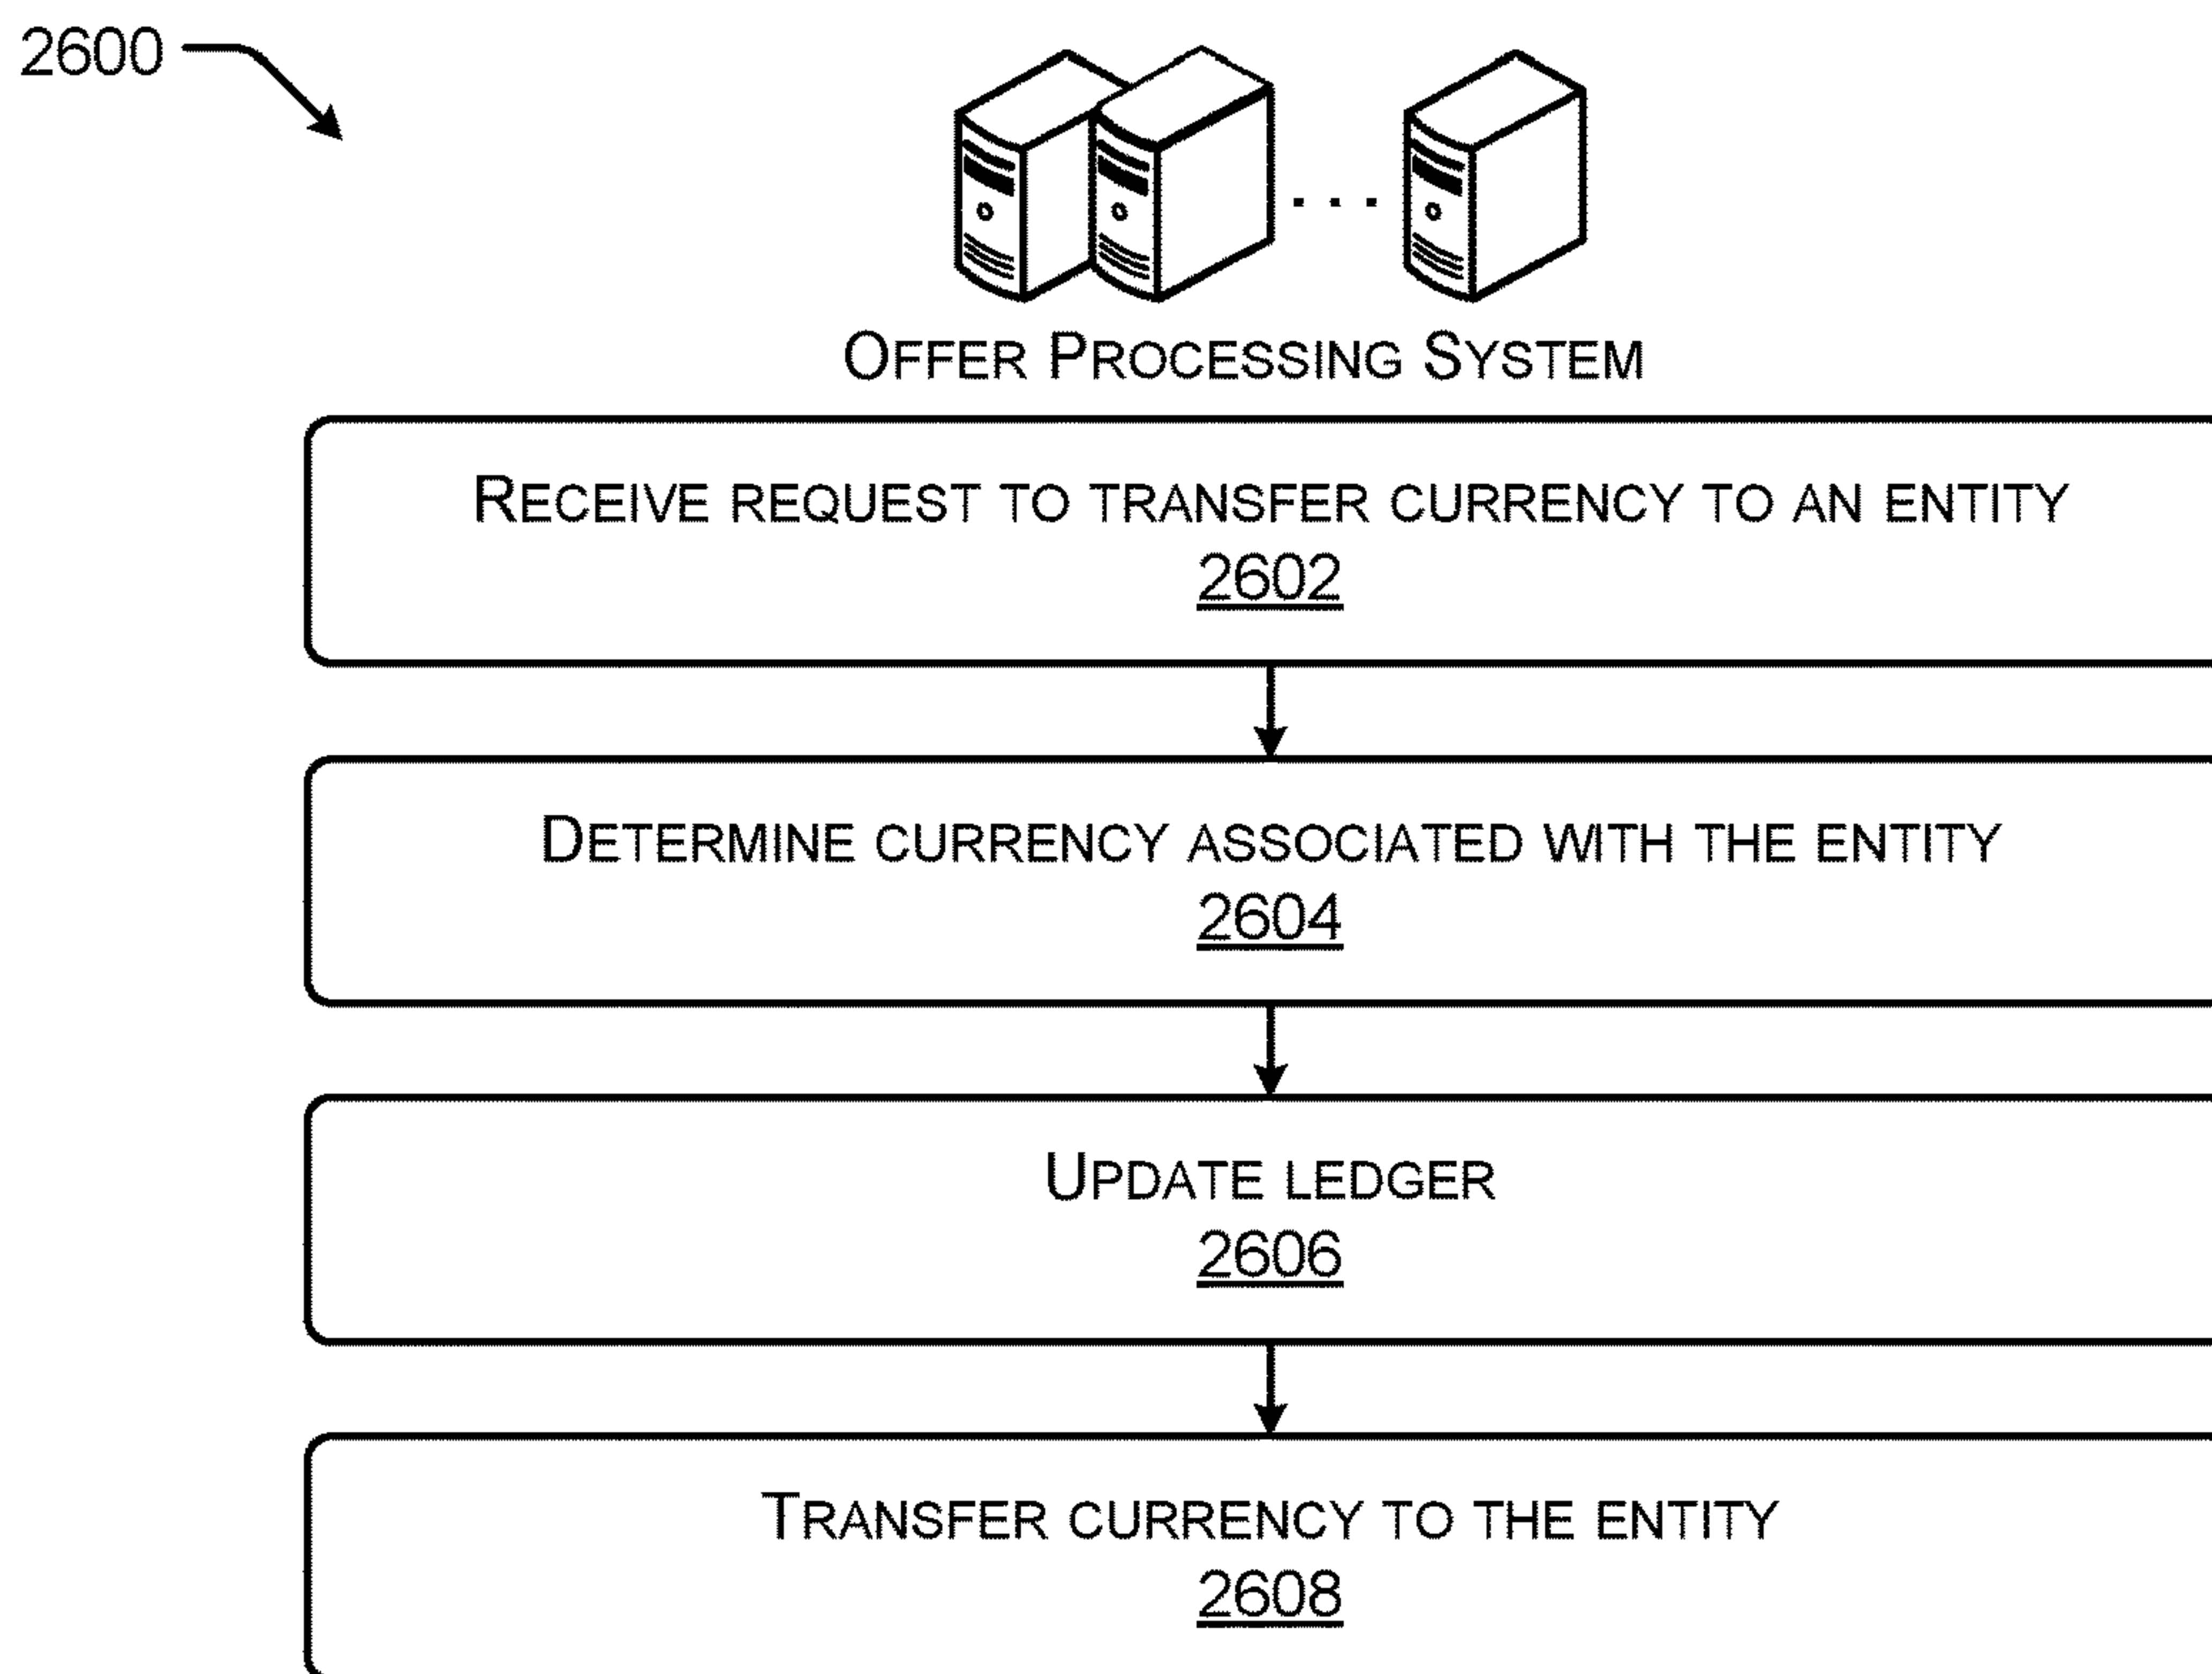 2600
OFFER PROCESSING SYSTEM
RECEIVE REQUEST TO TRANSFER CURRENCY TO AN ENTITY
2602
DETERMINE CURRENCY ASSOCIATED WITH THE ENTITY
2604
UPDATE LEDGER
2606
TRANSFER CURRENCY TO THE ENTITY
2608